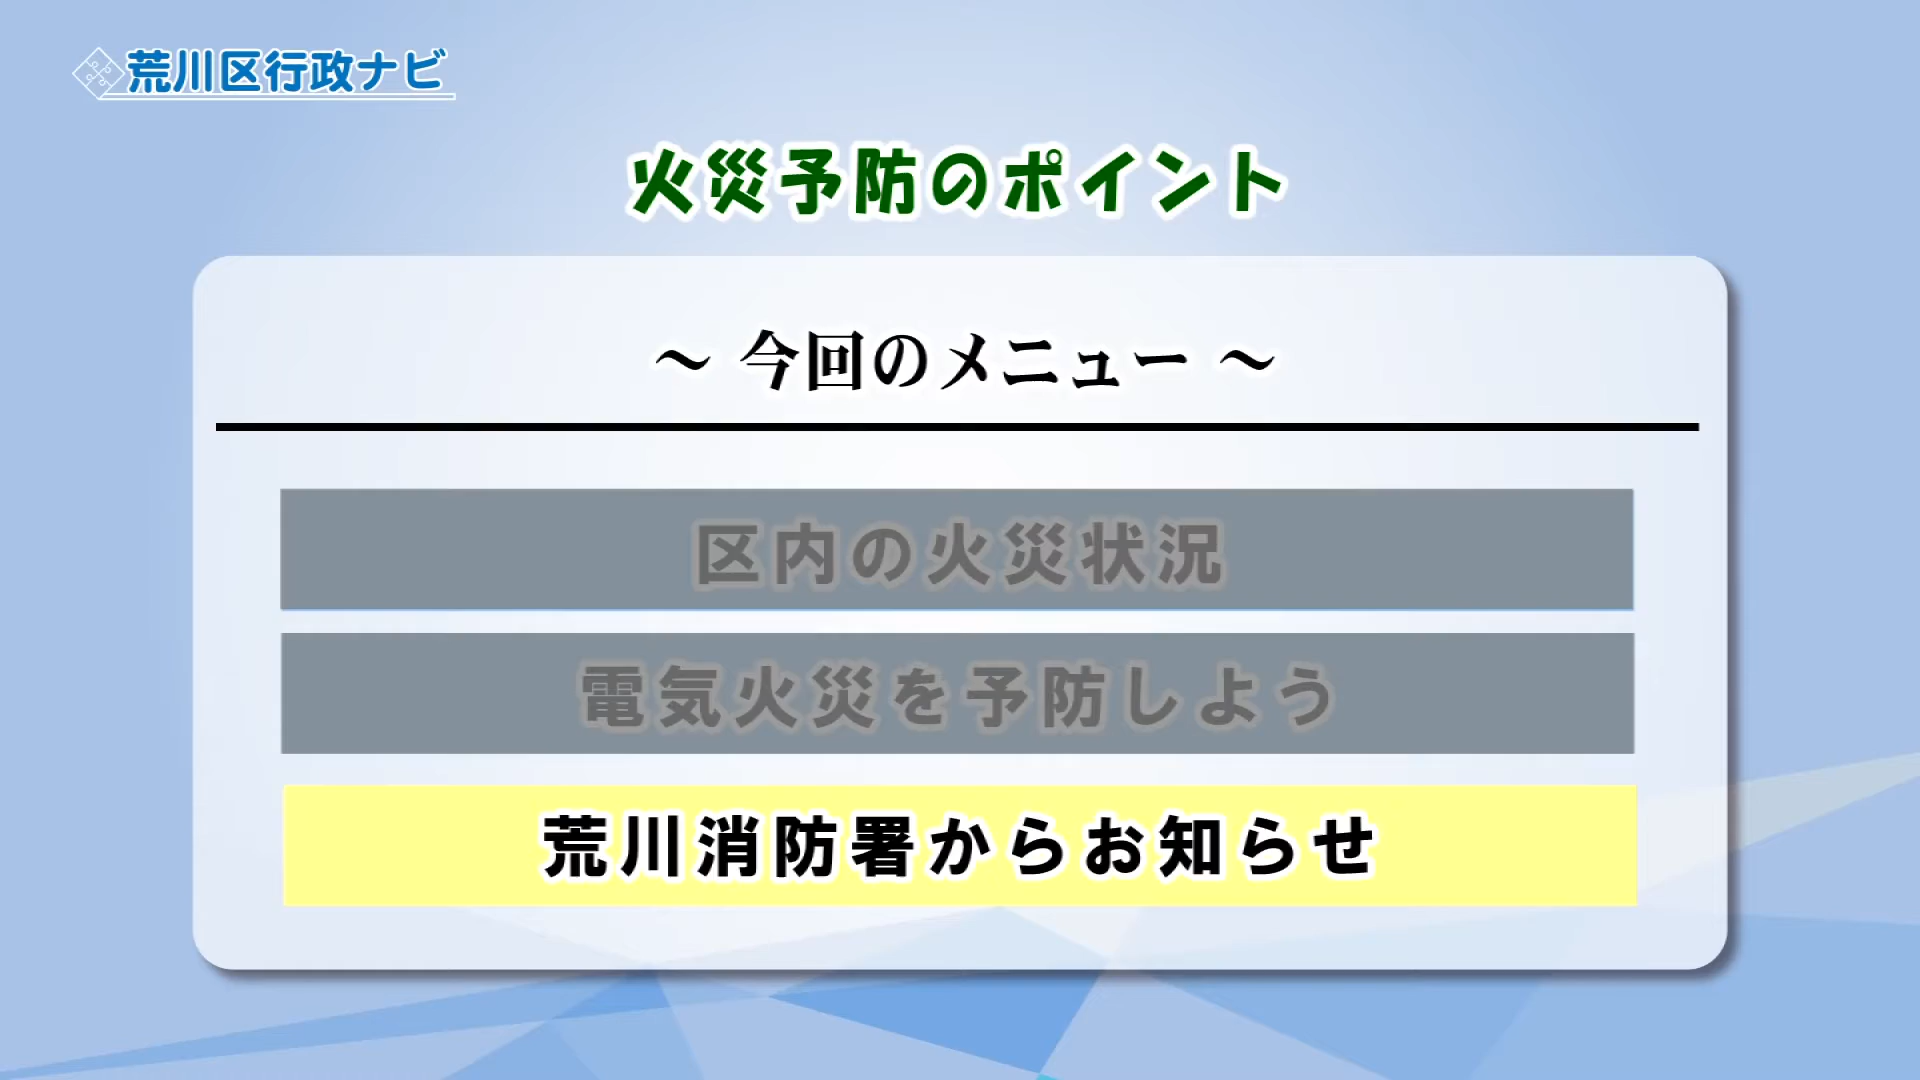 荒川区行政ナビ
火災予防のポイント
～ 今回のメニュー ～
区内の火災状況
電気火災を予防しよう
荒川消防署からお知らせ